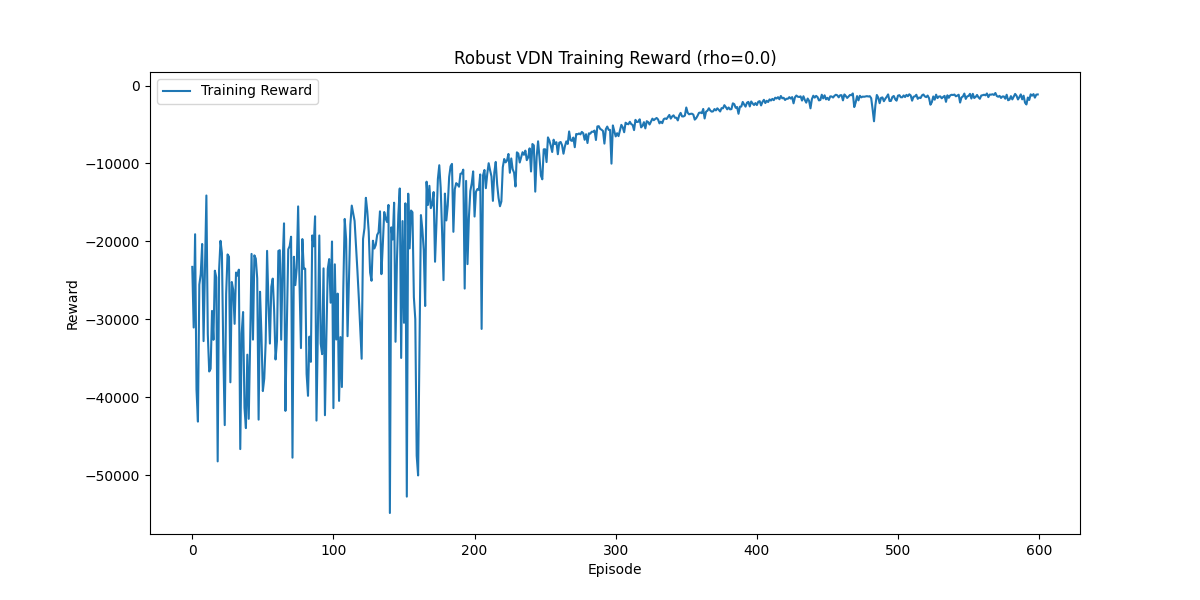 Robust VDN Training Reward (rho=0.0)
Training Reward
0
−10000
−20000
−30000
−40000
−50000
Reward
0 100 200 300 400 500 600
Episode